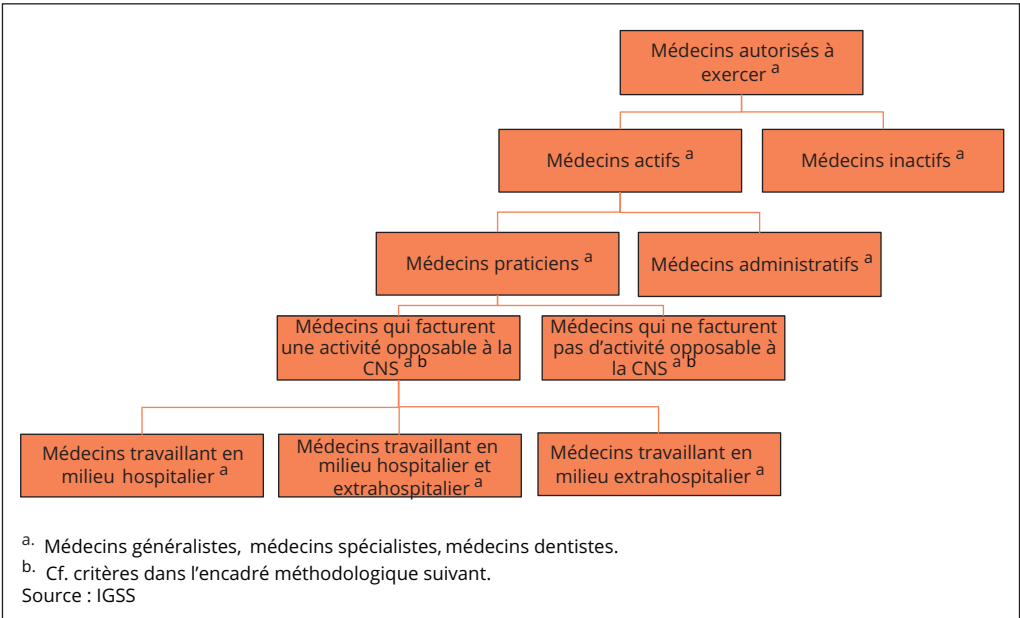 Médecins autorisés à
exercer a
Médecins actifs a
Médecins inactifs a
Médecins praticiens a
Médecins administratifs a
Médecins qui facturent
une activité opposable à la
CNS a b
Médecins qui ne facturent
pas d'activité opposable à
la CNS a b
Médecins travaillant en
milieu hospitalier a
Médecins travaillant en
milieu hospitalier et
extrahospitalier a
Médecins travaillant en
milieu extrahospitalier a
a. Médecins généralistes, médecins spécialistes, médecins dentistes.
b. Cf. critères dans l'encadré méthodologique suivant.
Source : IGSS